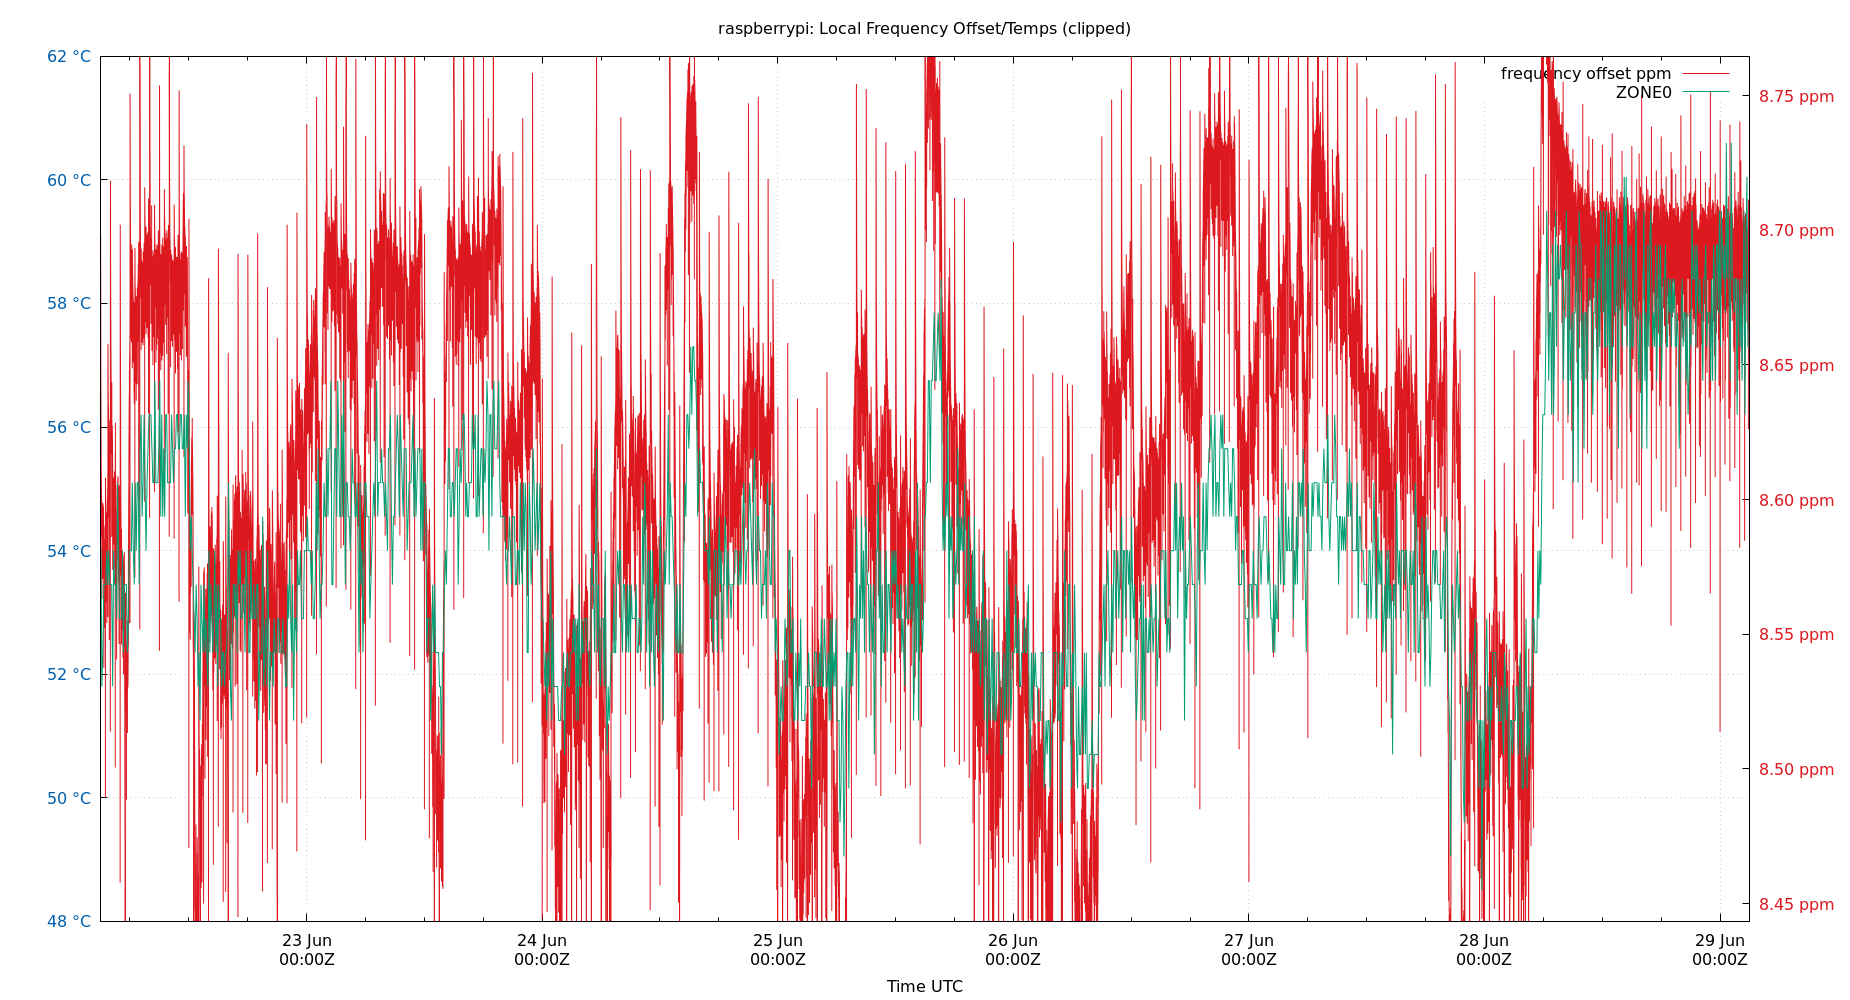 raspberrypi: Local Frequency Offset/Temps (clipped)
62 °C
60 °C
58 °C
56 °C
54 °C
52 °C
50 °C
48 °C
frequency offset ppm
ZONE0
8.75 ppm
8.70 ppm
8.65 ppm
8.60 ppm
8.55 ppm
8.50 ppm
8.45 ppm
23 Jun
00:00Z
24 Jun
00:00Z
25 Jun
00:00Z
26 Jun
00:00Z
27 Jun
00:00Z
28 Jun
00:00Z
29 Jun
00:00Z
Time UTC